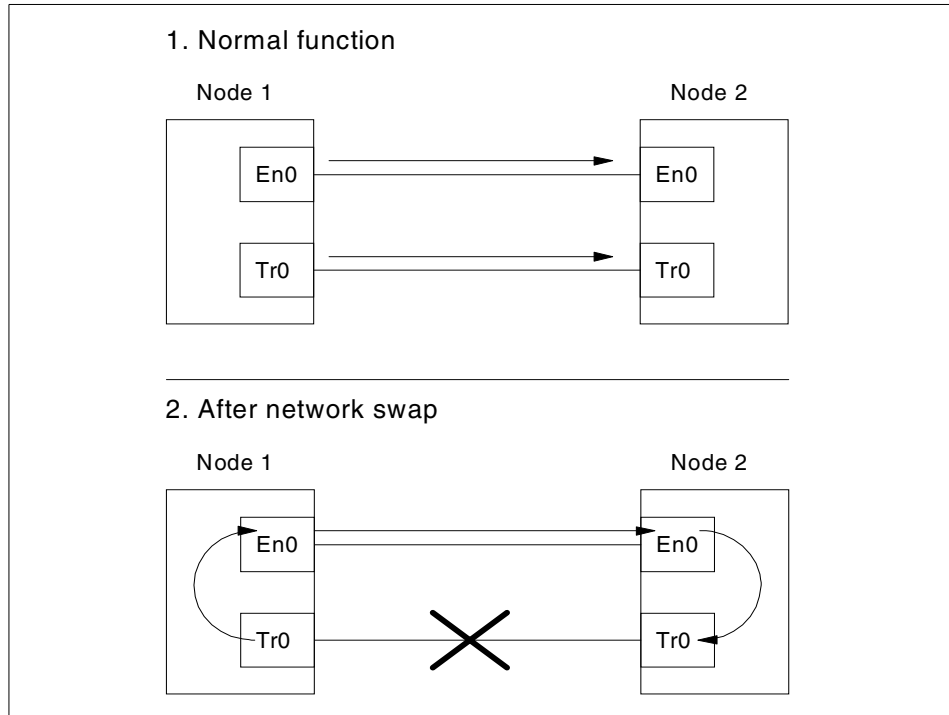 1. Normal function
Node 1
Node 2
En0
En0
Tr0
Tr0
2. After network swap
Node 1
Node 2
En0
En0
Tr0
Tr0